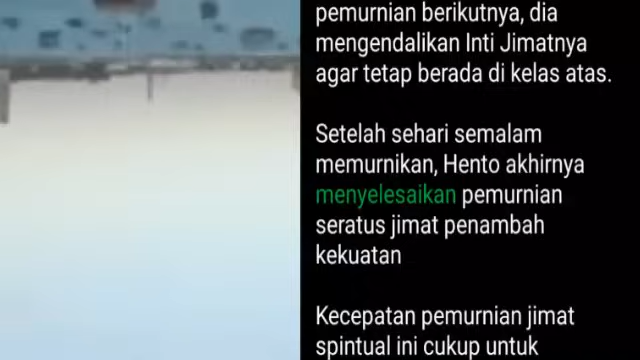 pemurnian berikutnya, dia
mengendalikan Inti Jimatnya
agar tetap berada di kelas atas.
Setelah sehari semalam
memurnikan, Hento akhirnya
menyelesaikan pemurnian
seratus jimat penambah
kekuatan
Kecepatan pemurnian jimat
spintual ini cukup untuk